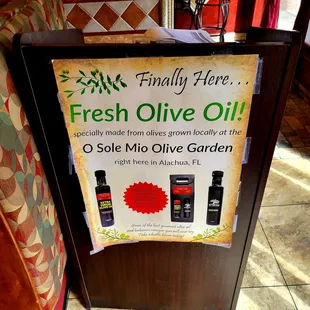 Finally Here...
Fresh Olive Oil!
specially made from olives grown locally at the
O Sole Mio Olive Garden
right here in Alachua, FL